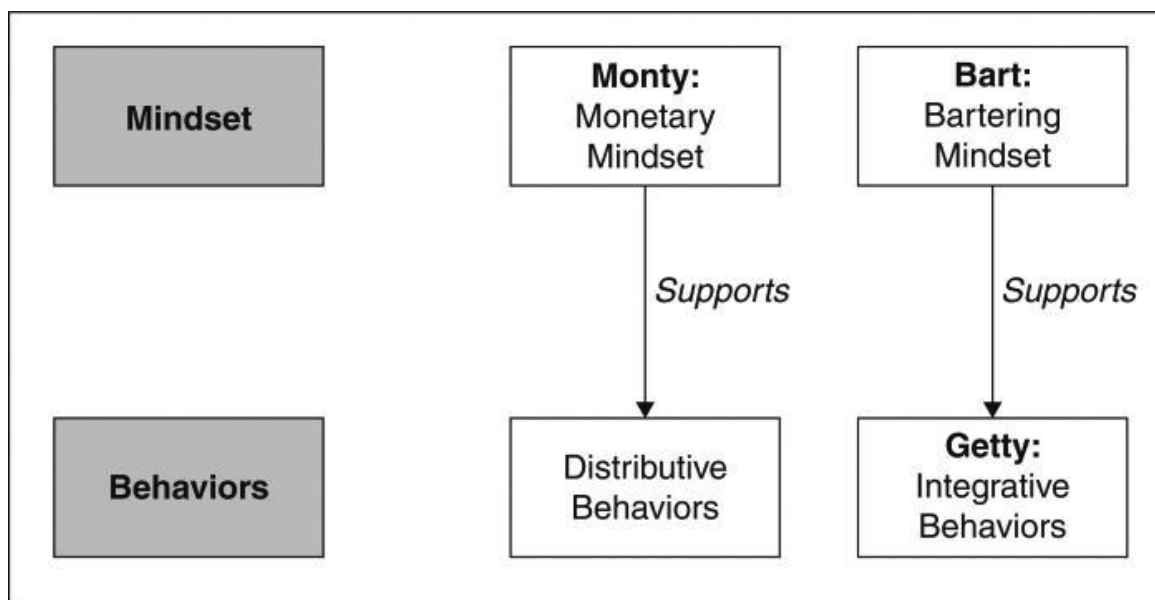 Mindset
Monty:
Monetary
Mindset
Bart:
Bartering
Mindset
Supports
Supports
Behaviors
Distributive
Behaviors
Getty:
Integrative
Behaviors